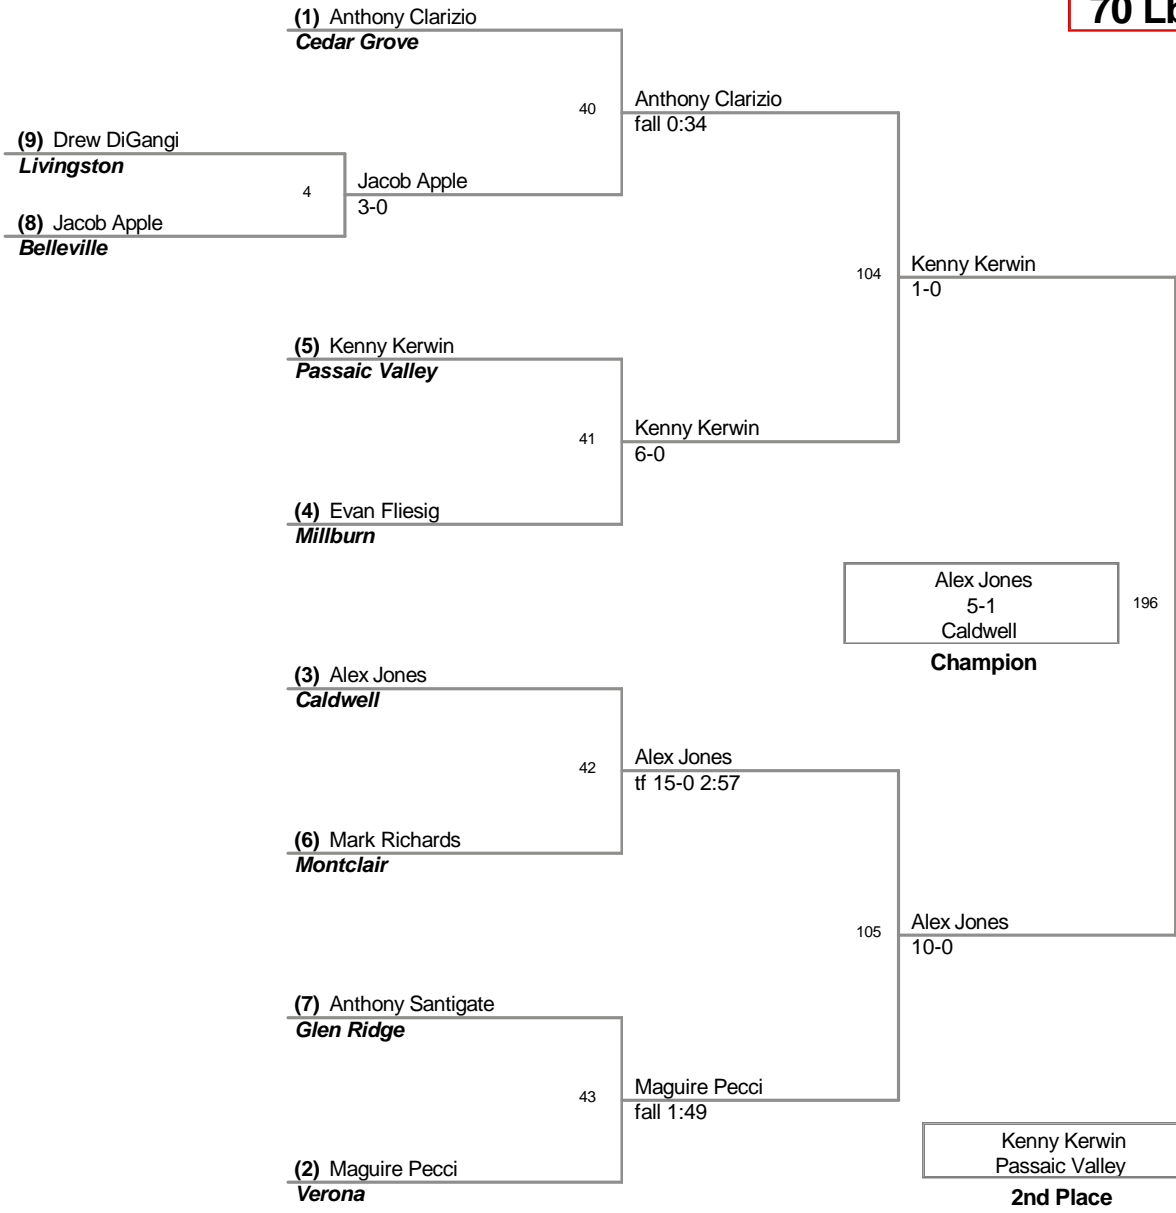 70 Lb
(1) Anthony Clarizio
Cedar Grove
40
Anthony Clarizio
fall 0:34
(9) Drew DiGangi
Livingston
4
Jacob Apple
3-0
(8) Jacob Apple
Belleville
104
Kenny Kerwin
1-0
(5) Kenny Kerwin
Passaic Valley
41
Kenny Kerwin
6-0
(4) Evan Fliesig
Millburn
Alex Jones
5-1
Caldwell
196
Champion
(3) Alex Jones
Caldwell
42
Alex Jones
tf 15-0 2:57
(6) Mark Richards
Montclair
105
Alex Jones
10-0
(7) Anthony Santigate
Glen Ridge
43
Maguire Pecci
fall 1:49
(2) Maguire Pecci
Verona
Kenny Kerwin
Passaic Valley
2nd Place